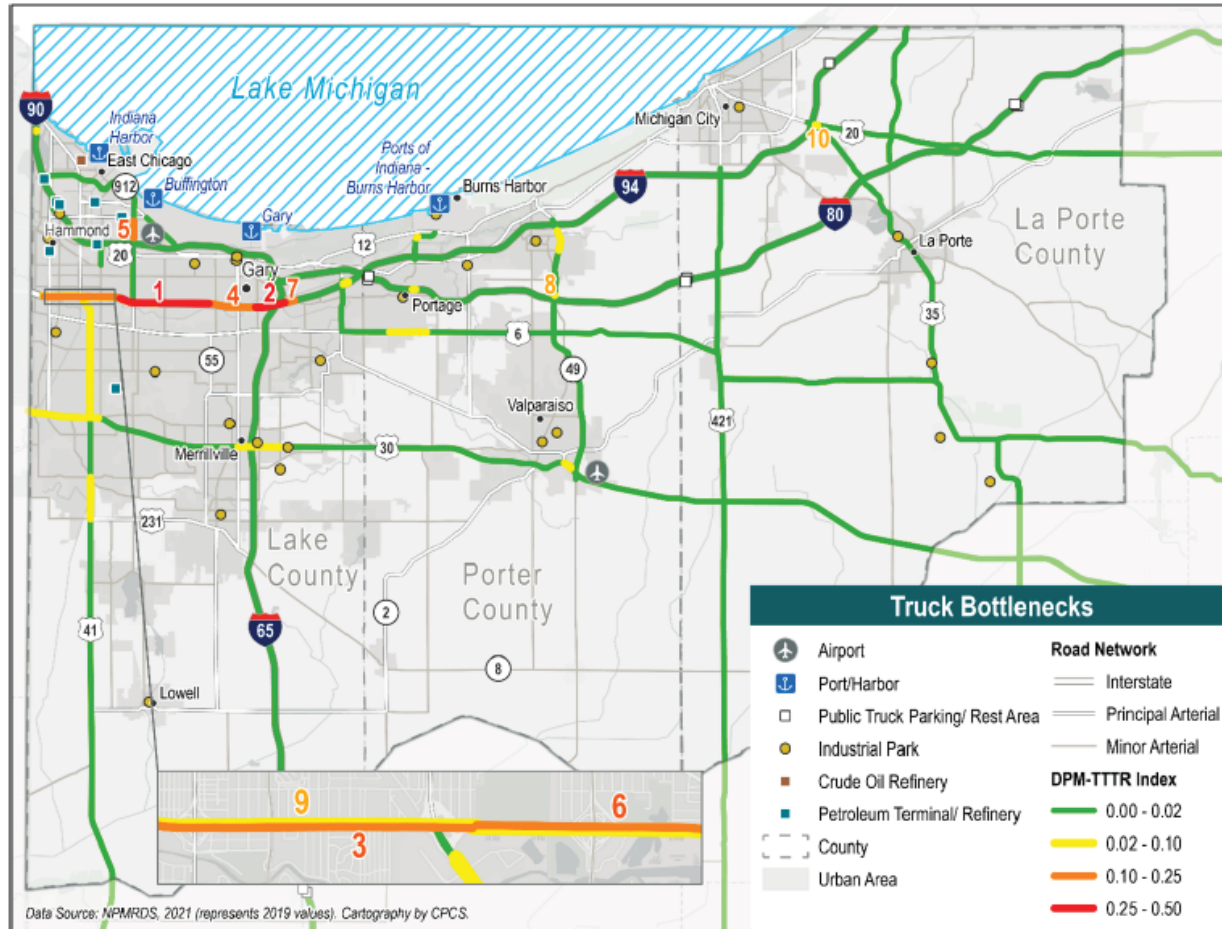 Lake Michigan
90
Indiana
Harbor
East Chicago
912
Buffington
Hammond
5
20
Gary
Gary
1
4
2
7
Ports of
Indiana -
Burns Harbor
Burns Harbor
12
94
Michigan City
10
20
80
La Porte
La Porte
County
35
8
Portage
6
55
49
Valparaiso
421
Merrillville
30
231
Lake
County
Porter
County
41
65
2
8
Lowell
9
6
3
Truck Bottlenecks
Airport
Port/Harbor
Public Truck Parking/ Rest Area
Industrial Park
Crude Oil Refinery
Petroleum Terminal/ Refinery
County
Urban Area
Road Network
Interstate
Principal Arterial
Minor Arterial
DPM-TTTR Index
0.00 - 0.02
0.02 - 0.10
0.10 - 0.25
0.25 - 0.50
Data Source: NPMRDS, 2021 (represents 2019 values). Cartography by CPCS.